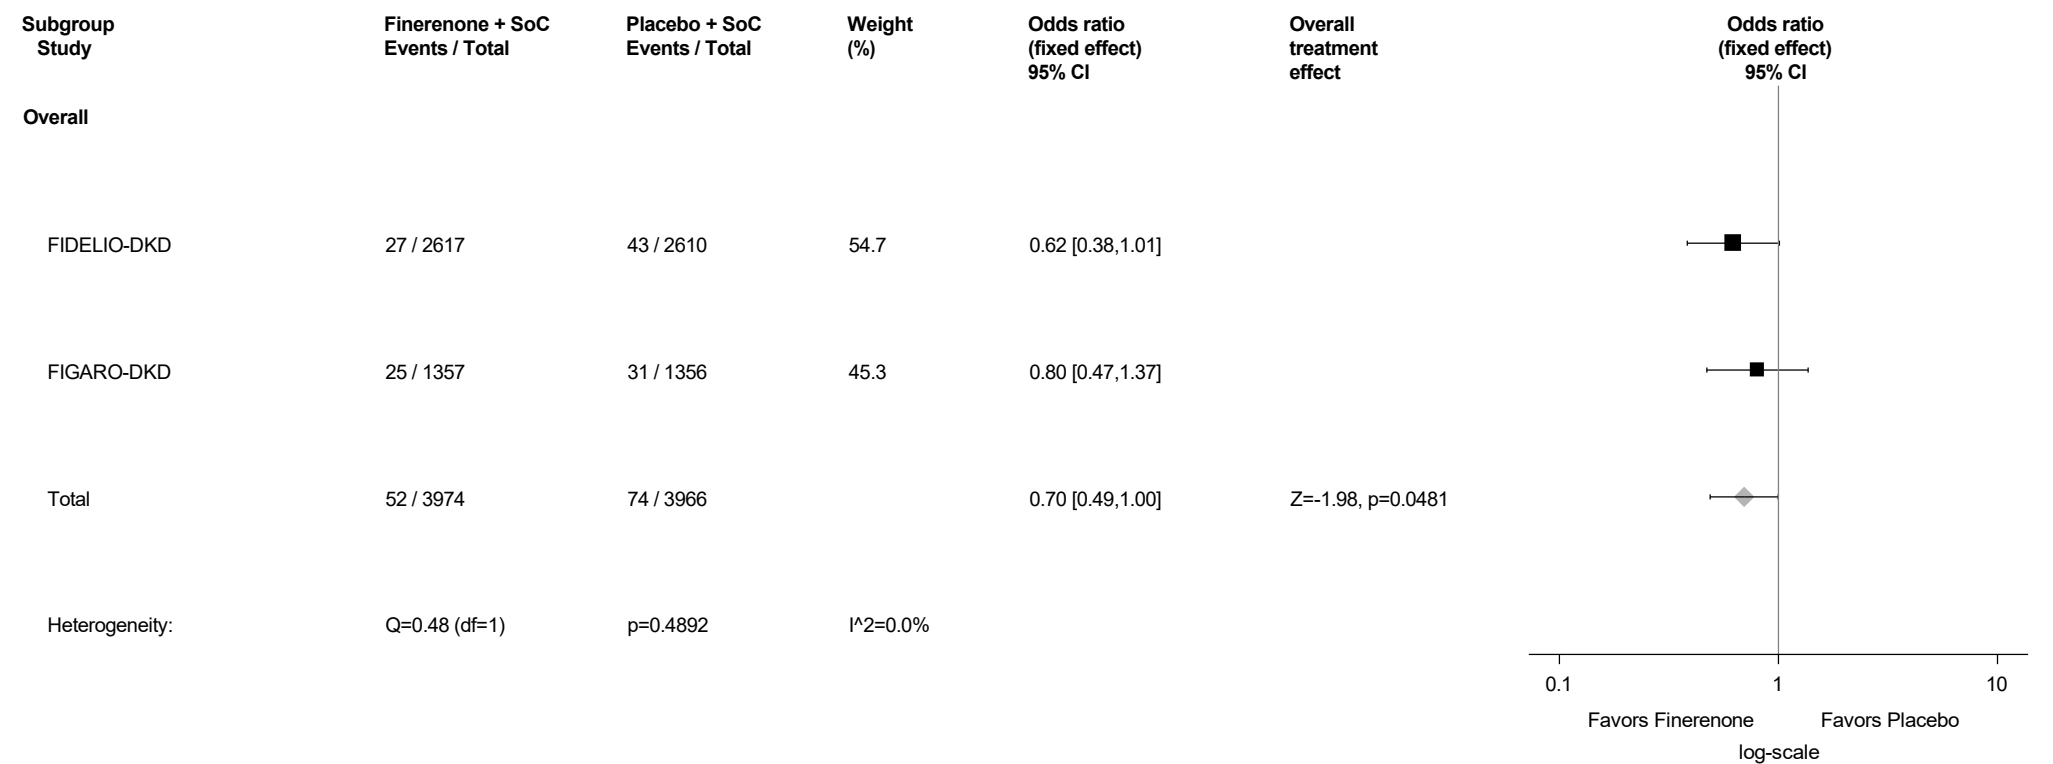 Subgroup Finerenone + SoC Placebo + SoC Weight Odds ratio Overall Odds ratio
Study Events / Total Events / Total (%) (fixed effect) treatment (fixed effect)
95% CI effect 95% CI
Overall
FIDELIO-DKD 27 / 2617 43 / 2610 54.7 0.62 [0.38,1.01]
FIGARO-DKD 25 / 1357 31 / 1356 45.3 0.80 [0.47,1.37]
Total 52 / 3974 74 / 3966 0.70 [0.49,1.00] Z=-1.98, p=0.0481
Heterogeneity: Q=0.48 (df=1) p=0.4892 I^2=0.0%
0.1 1 10
Favors Finerenone Favors Placebo
log-scale